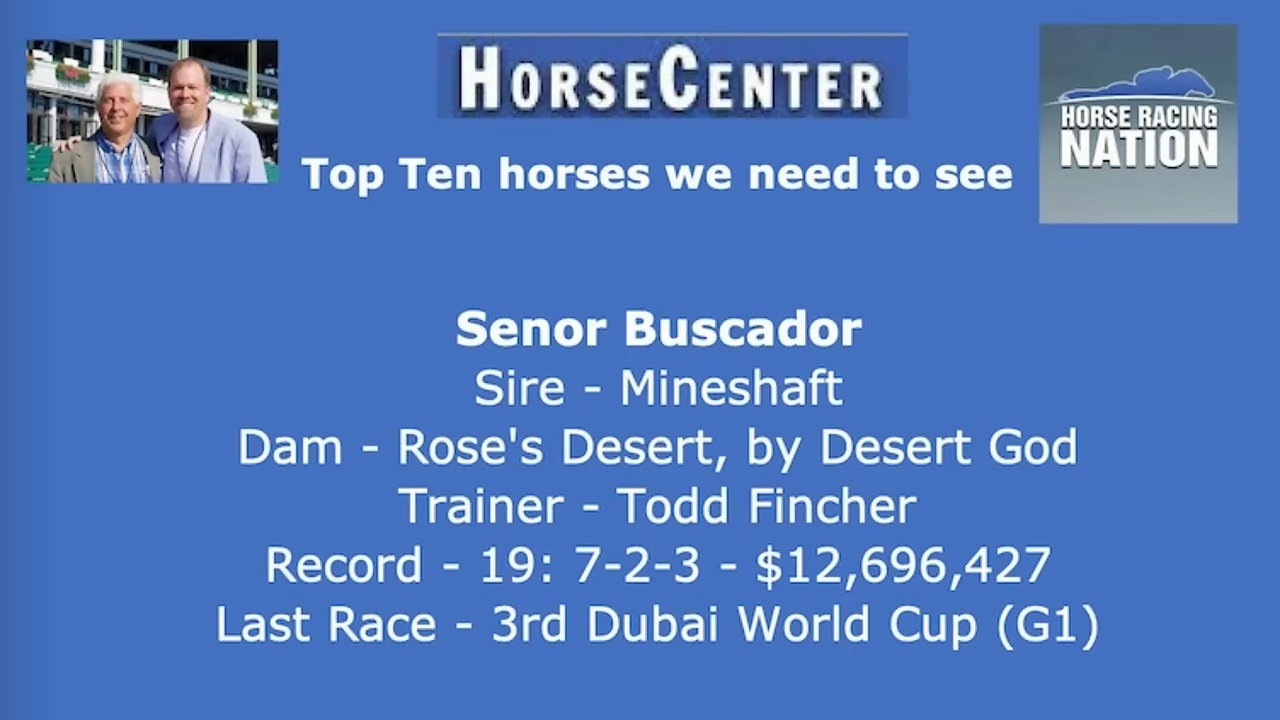 HORSECENTER
HORSE RACING
NATION
Top Ten horses we need to see
Senor Buscador
Sire - Mineshaft
Dam - Rose's Desert, by Desert God
Trainer - Todd Fincher
Record - 19: 7-2-3 - $12,696,427
Last Race - 3rd Dubai World Cup (G1)